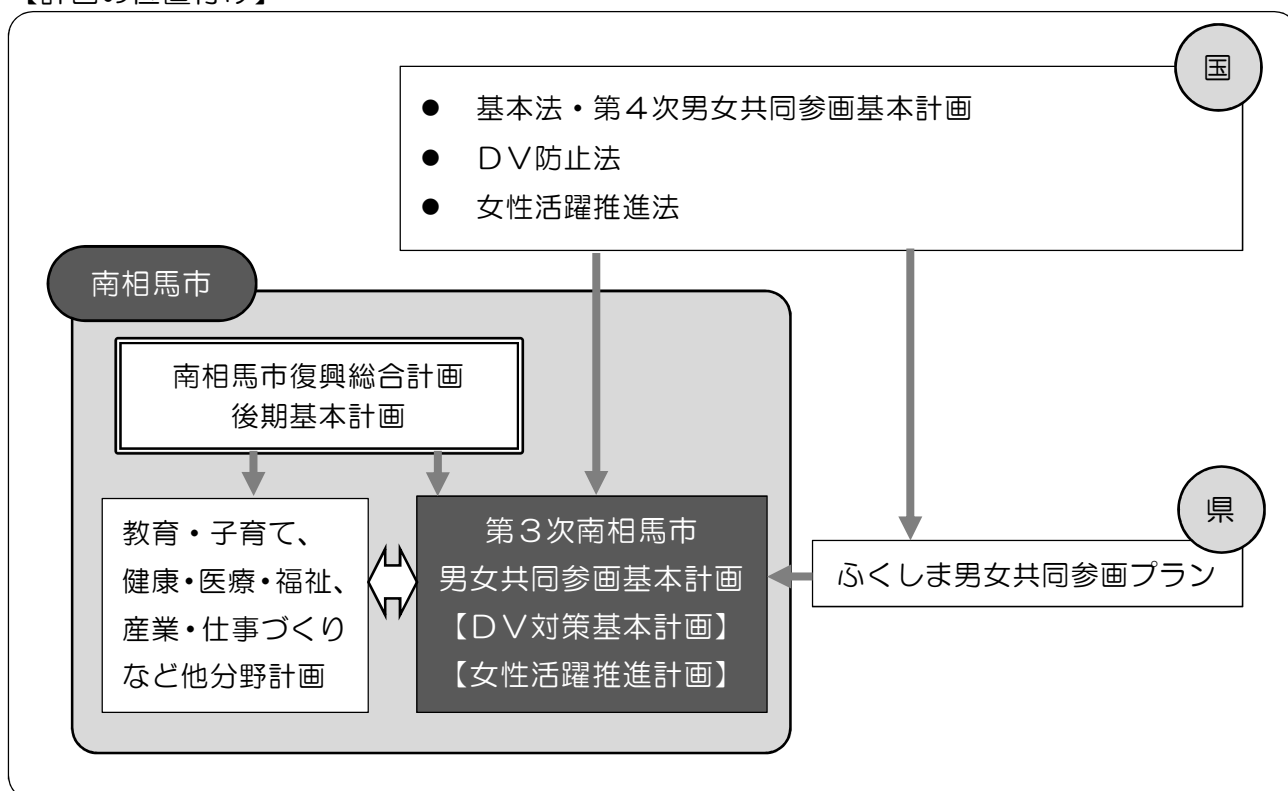 【計画の位置付け】
国
● 基本法・第４次男女共同参画基本計画
● ＤＶ防止法
● 女性活躍推進法
南相馬市
南相馬市復興総合計画
後期基本計画
教育・子育て、
健康・医療・福祉、
産業・仕事づくり
など他分野計画
第３次南相馬市
男女共同参画基本計画
【ＤＶ対策基本計画】
【女性活躍推進計画】
県
ふくしま男女共同参画プラン